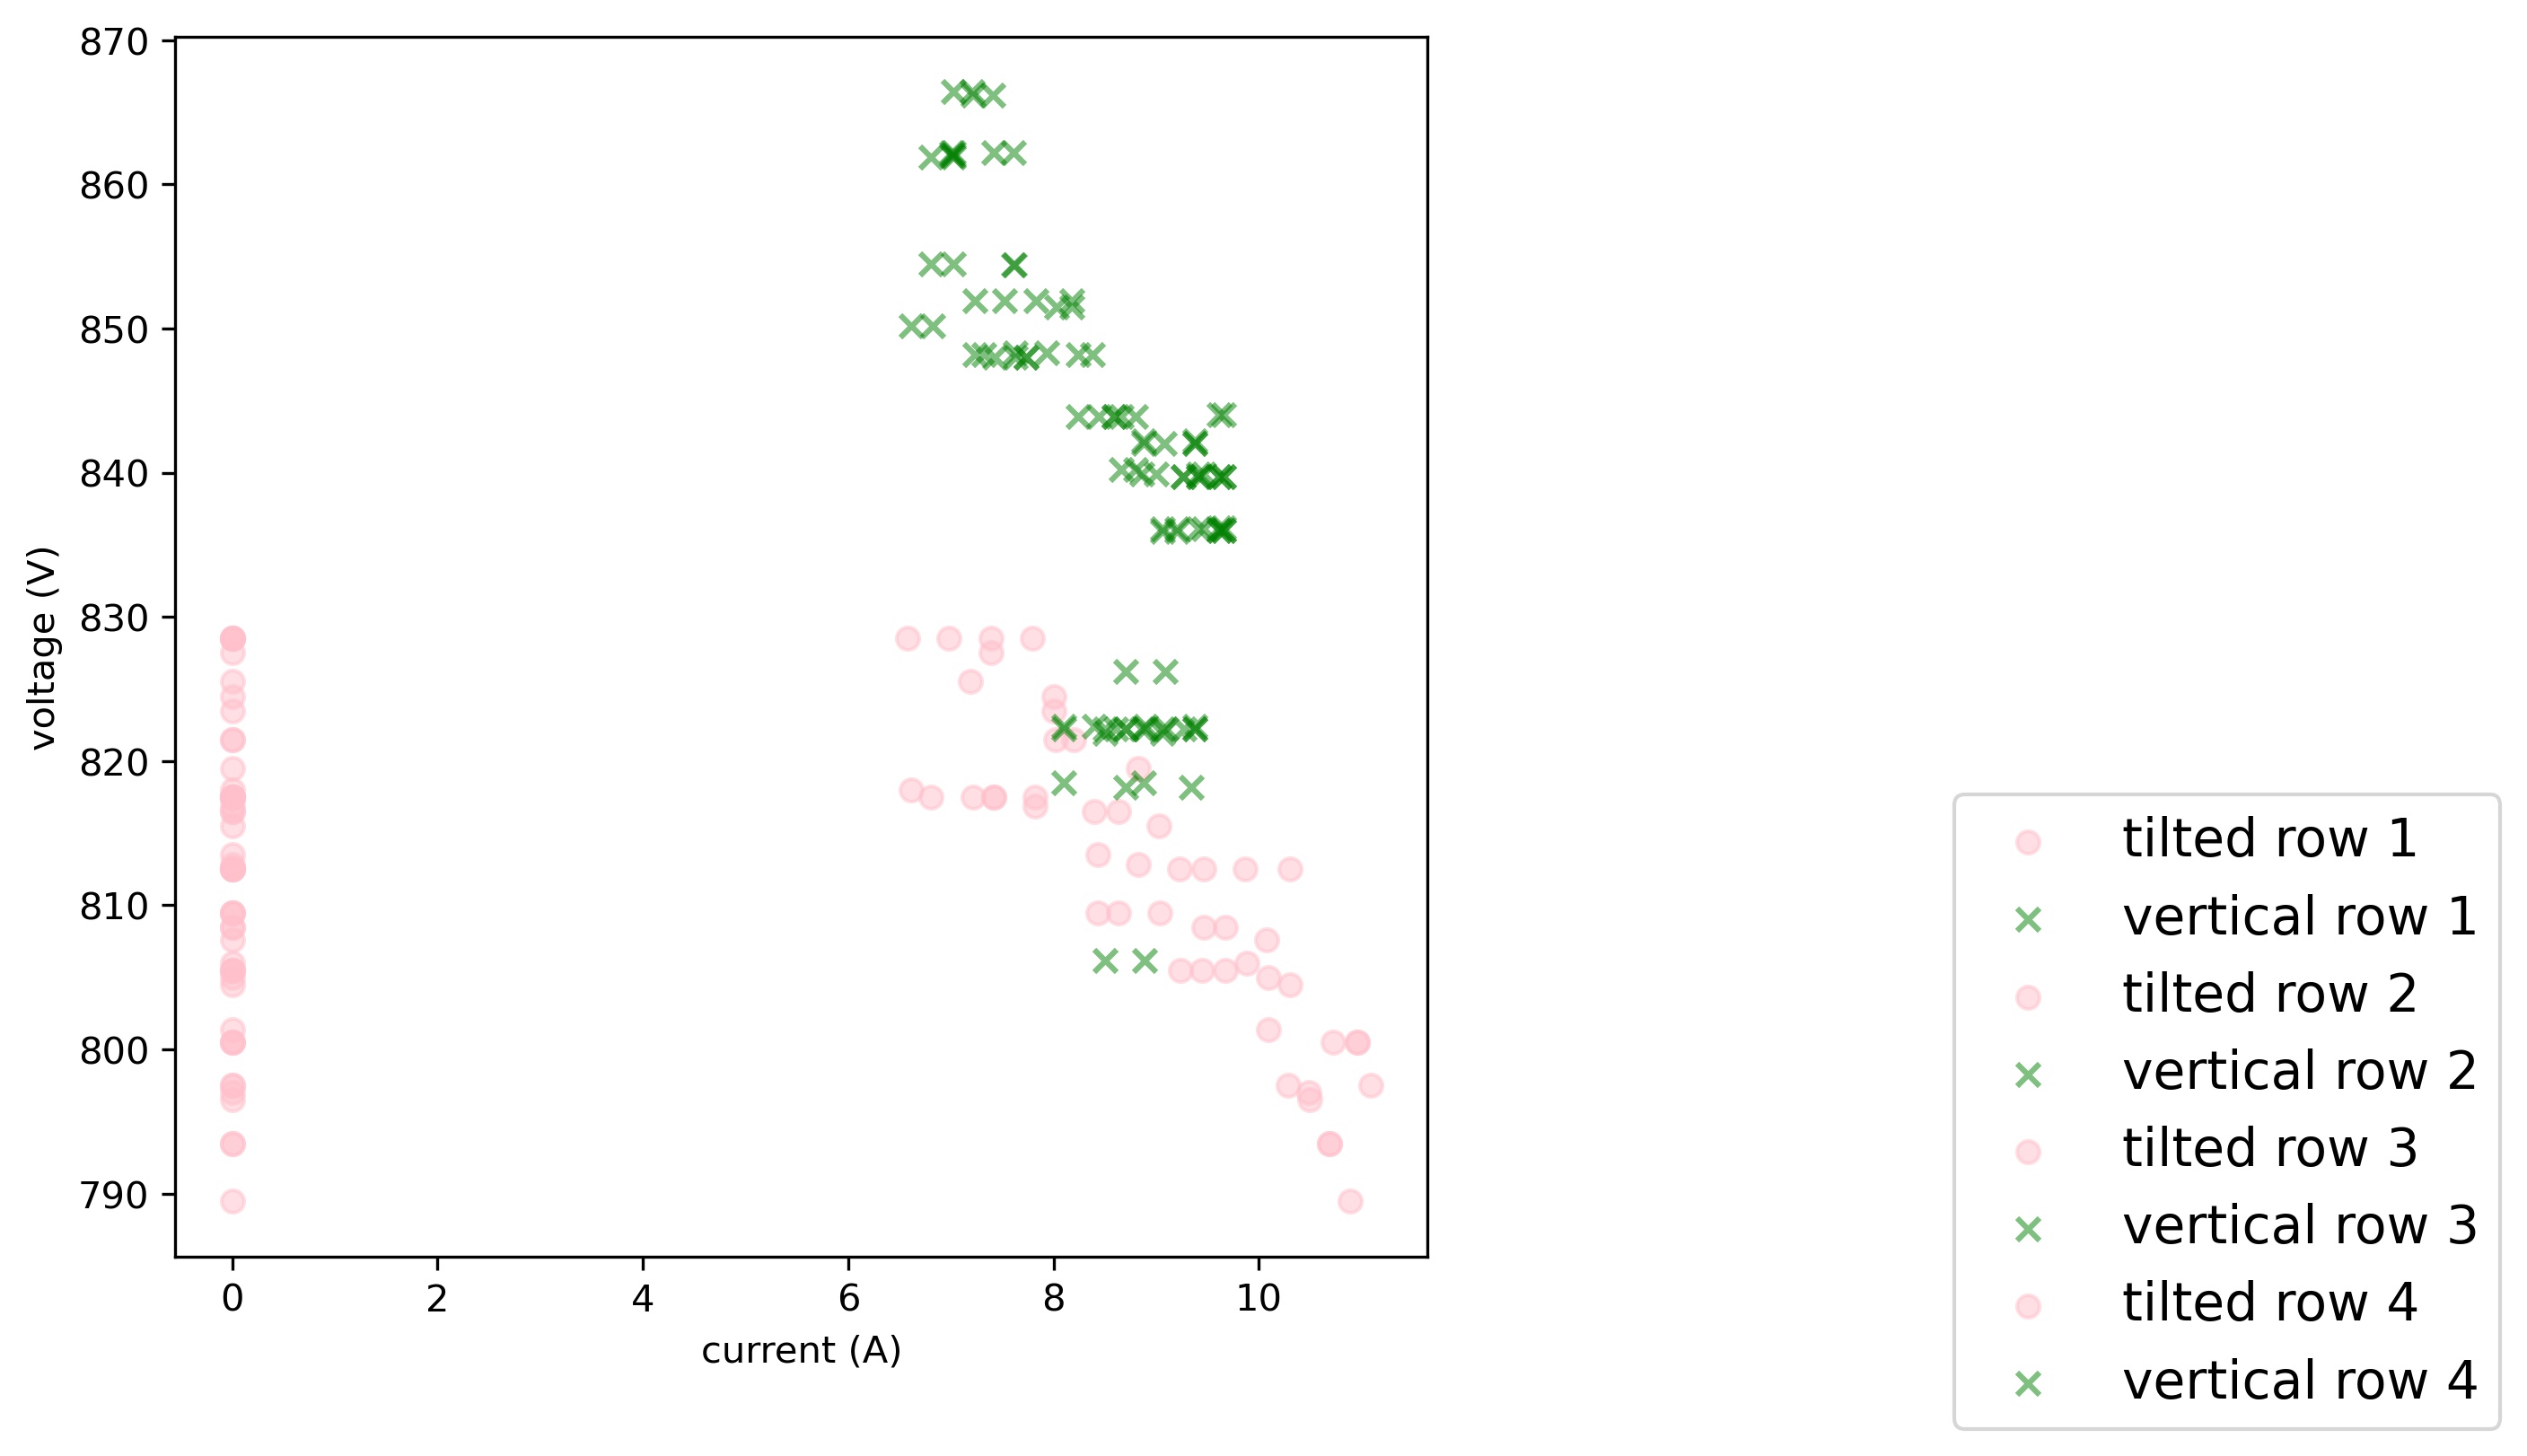 870
860
850
840
830
820
810
800
790
voltage (V)
0 2 4 6 8 10
current (A)
tilted row 1
vertical row 1
tilted row 2
vertical row 2
tilted row 3
vertical row 3
tilted row 4
vertical row 4